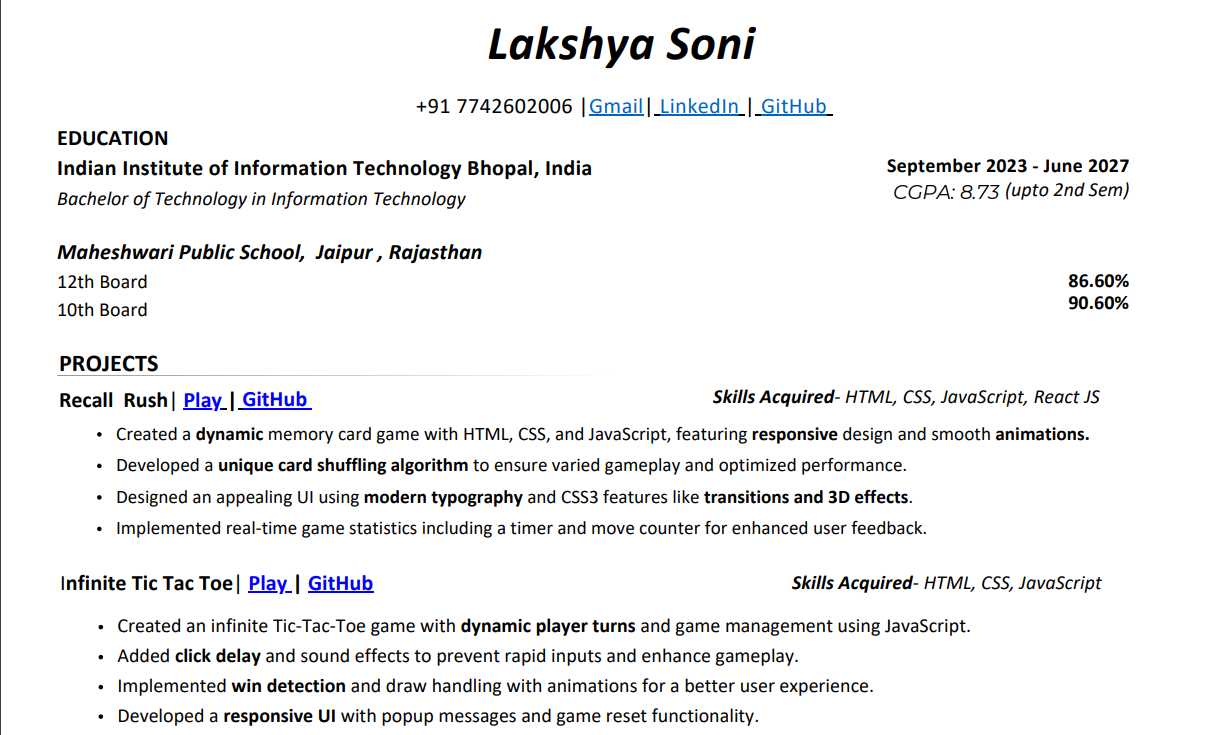 Lakshya Soni
+91 7742602006 |Gmail| LinkedIn | GitHub
EDUCATION
Indian Institute of Information Technology Bhopal, India September 2023 - June 2027
Bachelor of Technology in Information Technology CGPA: 8.73 (upto 2nd Sem)
Maheshwari Public School, Jaipur , Rajasthan
12th Board 86.60%
10th Board 90.60%
PROJECTS
Recall Rush| Play | GitHub Skills Acquired- HTML, CSS, JavaScript, React JS
• Created a dynamic memory card game with HTML, CSS, and JavaScript, featuring responsive design and smooth animations.
• Developed a unique card shuffling algorithm to ensure varied gameplay and optimized performance.
• Designed an appealing UI using modern typography and CSS3 features like transitions and 3D effects.
• Implemented real-time game statistics including a timer and move counter for enhanced user feedback.
Infinite Tic Tac Toe| Play | GitHub Skills Acquired- HTML, CSS, JavaScript
• Created an infinite Tic-Tac-Toe game with dynamic player turns and game management using JavaScript.
• Added click delay and sound effects to prevent rapid inputs and enhance gameplay.
• Implemented win detection and draw handling with animations for a better user experience.
• Developed a responsive UI with popup messages and game reset functionality.